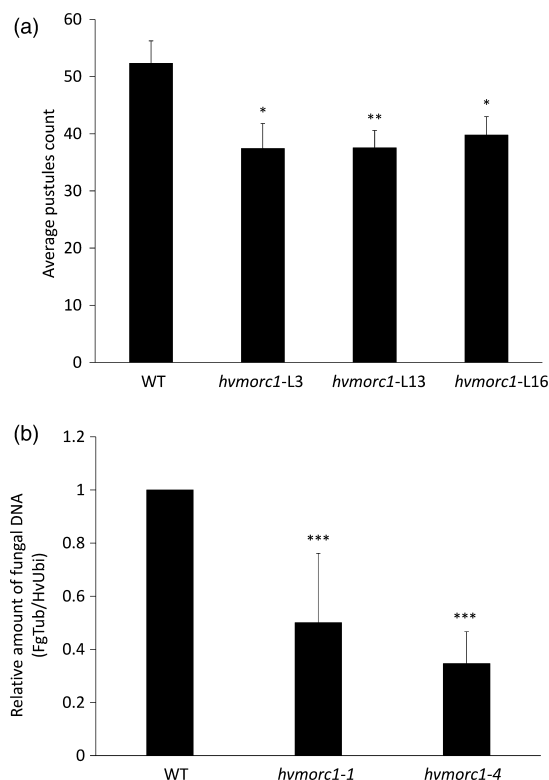 (a)
60
50
40
30
20
10
0
Average pustules count
*
**
*
WT hvmorc1-L3 hvmorc1-L13 hvmorc1-L16
(b)
1.2
1
0.8
0.6
0.4
0.2
0
Relative amount of fungal DNA
(FgTub/HvUbi)
***
***
WT hvmorc1-1 hvmorc1-4